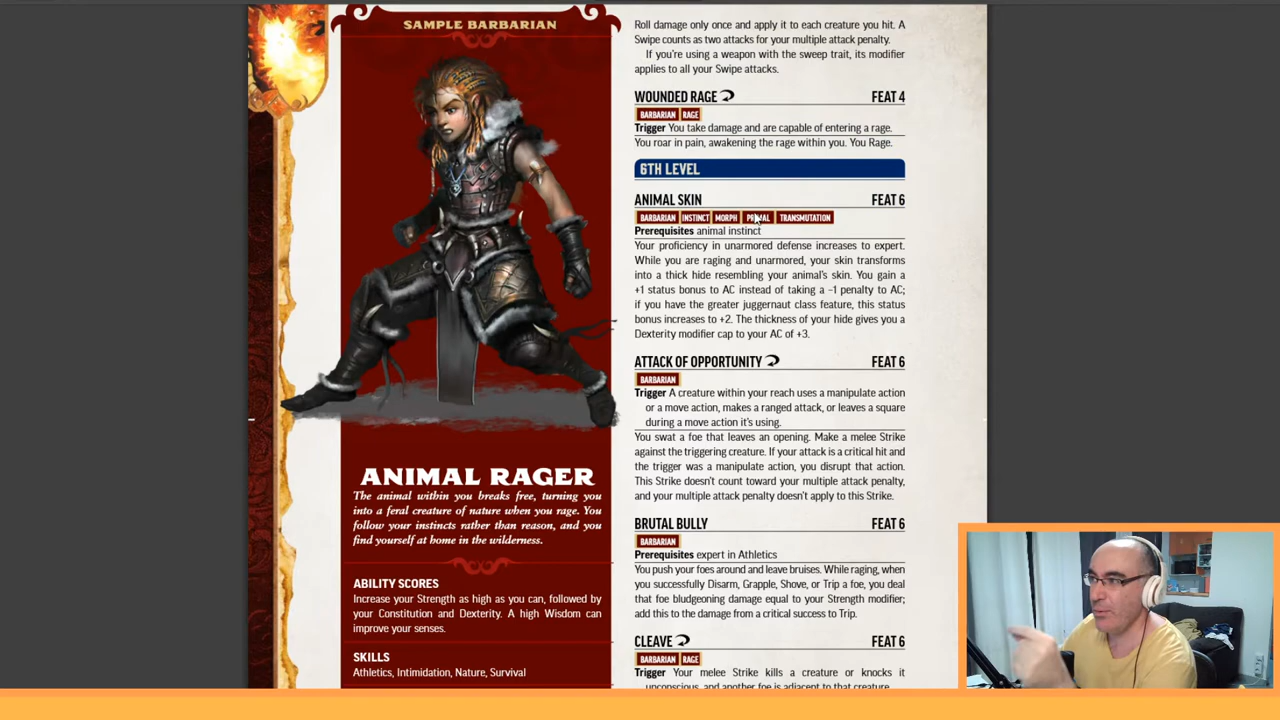 SAMPLE BARBARIAN
ANIMAL RAGER
The animal within you breaks free, turning you
into a feral creature of nature when you rage. You
follow your instincts rather than reason, and you
find yourself at home in the wilderness.
ABILITY SCORES
Increase your Strength as high as you can, followed by
your Constitution and Dexterity. A high Wisdom can
improve your senses.
SKILLS
Athletics, Intimidation, Nature, Survival
Roll damage only once and apply it to each creature you hit. A
Swipe counts as two attacks for your multiple attack penalty.
If you're using a weapon with the sweep trait, its modifier
applies to all your Swipe attacks.
WOUNDED RAGE FEAT 4
BARBARIAN RAGE
Trigger You take damage and are capable of entering a rage.
You roar in pain, awakening the rage within you. You Rage.
6TH LEVEL
ANIMAL SKIN FEAT 6
BARBARIAN INSTINCT MORPH PRIMAL TRANSMUTATION
Prerequisites animal instinct
Your proficiency in unarmored defense increases to expert.
While you are raging and unarmored, your skin transforms
into a thick hide resembling your animal's skin. You gain a
+1 status bonus to AC instead of taking a –1 penalty to AC;
if you have the greater juggernaut class feature, this status
bonus increases to +2. The thickness of your hide gives you a
Dexterity modifier cap to your AC of +3.
ATTACK OF OPPORTUNITY FEAT 6
BARBARIAN
Trigger A creature within your reach uses a manipulate action
or a move action, makes a ranged attack, or leaves a square
during a move action it's using.
You swat a foe that leaves an opening. Make a melee Strike
against the triggering creature. If your attack is a critical hit and
the trigger was a manipulate action, you disrupt that action.
This Strike doesn't count toward your multiple attack penalty,
and your multiple attack penalty doesn't apply to this Strike.
BRUTAL BULLY FEAT 6
BARBARIAN
Prerequisites expert in Athletics
You push your foes around and leave bruises. While raging, when
you successfully Disarm, Grapple, Shove, or Trip a foe, you deal
that foe bludgeoning damage equal to your Strength modifier;
add this to the damage from a critical success to Trip.
CLEAVE FEAT 6
BARBARIAN RAGE
Trigger Your melee Strike kills a creature or knocks it
unconscious, and another foe is adjacent to that creature.